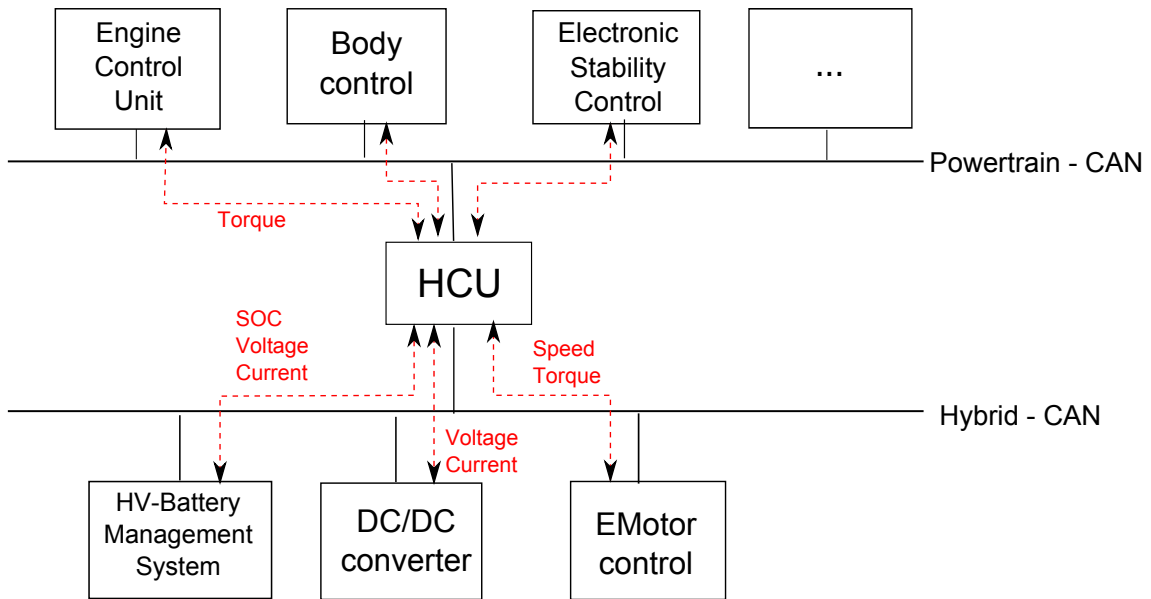 Engine
Control
Unit
Body
control
Electronic
Stability
Control
...
Powertrain - CAN
Torque
HCU
SOC
Voltage
Current
Speed
Torque
Hybrid - CAN
Voltage
Current
HV-Battery
Management
System
DC/DC
converter
EMotor
control